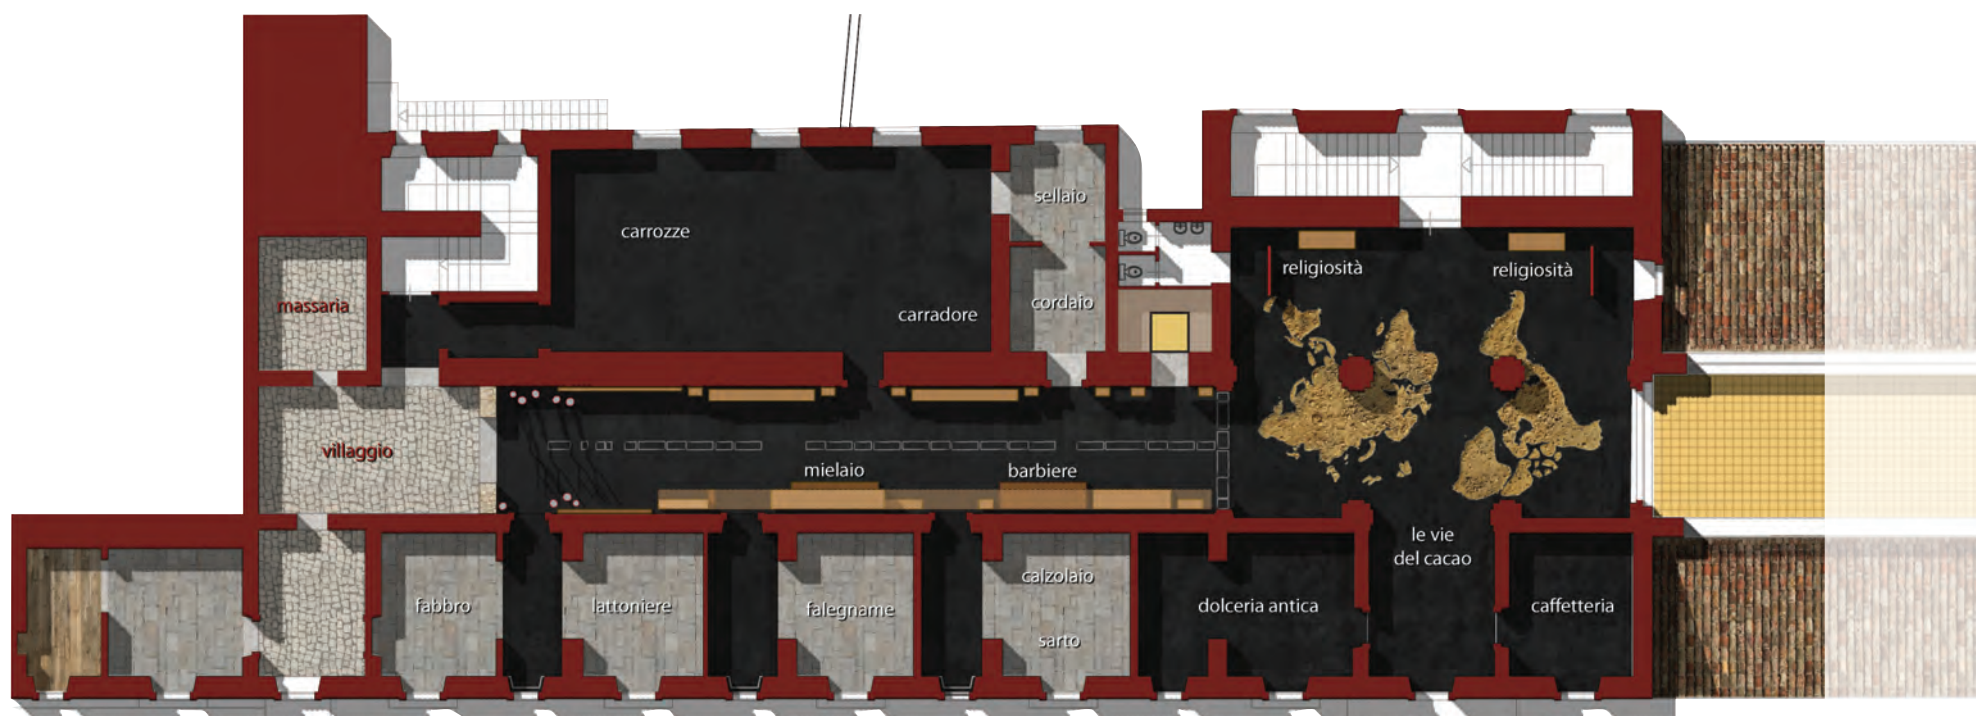 sellaio
carrozze
religiosità
religiosità
massaria
cordaio
carradore
villaggio
mielaio
barbiere
le vie
del cacao
calzolaio
fabbro
lattoniere
falegname
dolceria antica
caffetteria
sarto